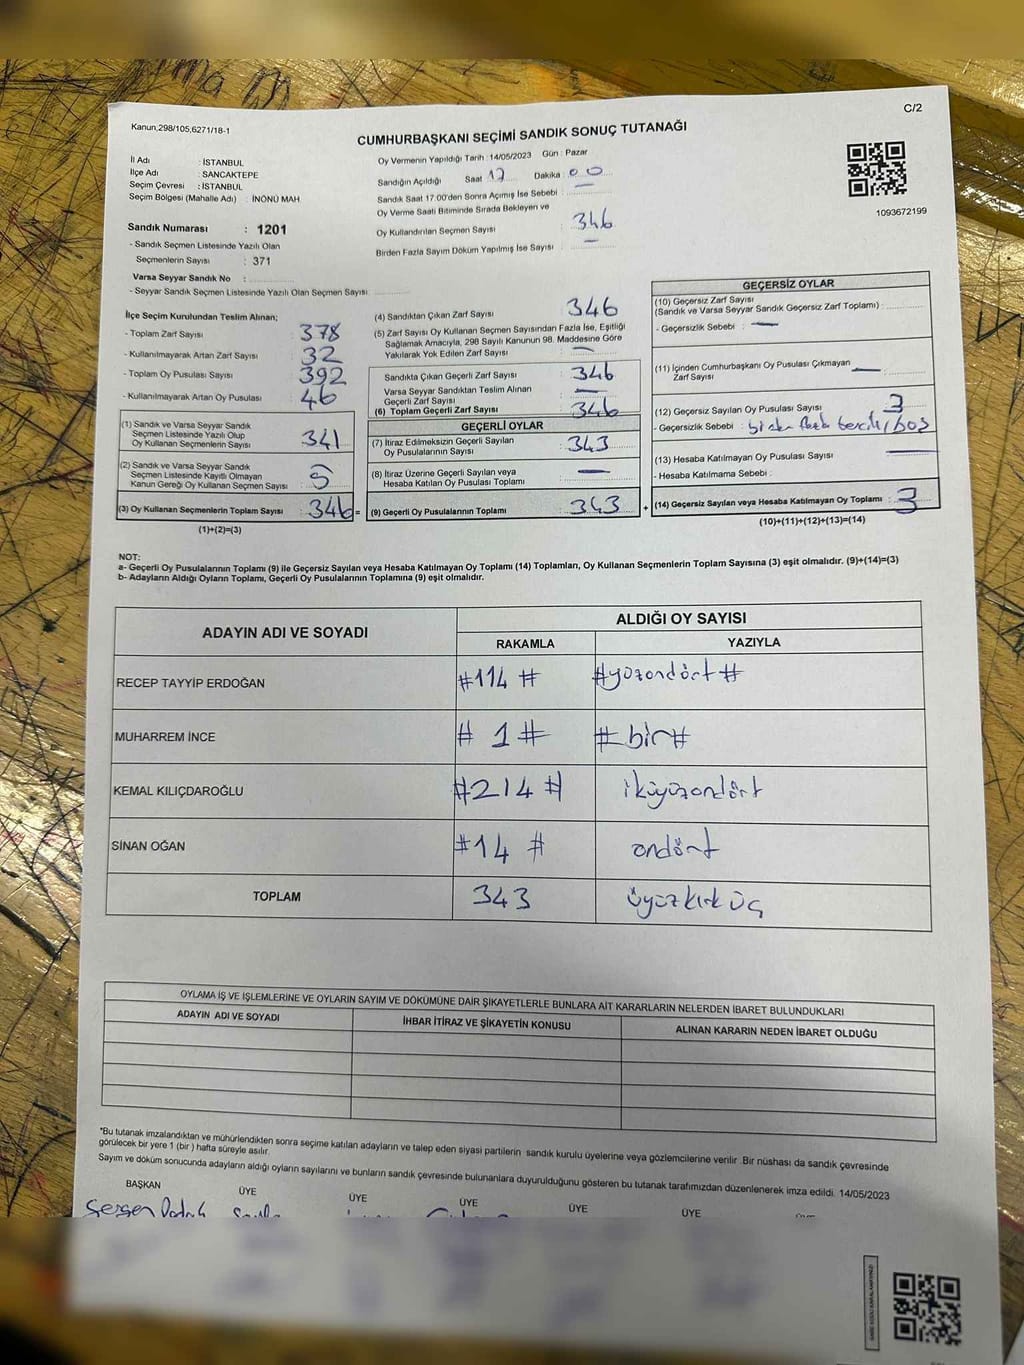 C/2
Kanun;298/105,6271/18-1
CUMHURBAŞKANI SEÇİMİ SANDIK SONUÇ TUTANAĞI
İl Adı : İSTANBUL
İlçe Adı : SANCAKTEPE
Seçim Çevresi : İSTANBUL
Seçim Bölgesi (Mahalle Adı) : İNÖNÜ MAH
Oy Vermenin Yapıldığı Tarih : 14/05/2023 Gün : Pazar
Sandığın Açıldığı Saat 17 Dakika : 00
Sandık Saat 17.00'den Sonra Açımış İse Sebebi : —
Oy Verme Saati Bitiminde Sırada Bekleyen ve
Oy Kullandırılan Seçmen Sayısı : 346
Birden Fazla Sayım Döküm Yapılmış İse Sayısı : —
1093672199
Sandık Numarası : 1201
- Sandık Seçmen Listesinde Yazılı Olan
Seçmenlerin Sayısı : 371
Varsa Seyyar Sandık No :
- Seyyar Sandık Seçmen Listesinde Yazılı Olan Seçmen Sayısı :
İlçe Seçim Kurulundan Teslim Alınan;
- Toplam Zarf Sayısı : 378
- Kullanılmayarak Artan Zarf Sayısı : 32
- Toplam Oy Pusulası Sayısı : 392
- Kullanılmayarak Artan Oy Pusulası : 46
(1) Sandık ve Varsa Seyyar Sandık
Seçmen Listesinde Yazılı Olup
Oy Kullanan Seçmenlerin Sayısı : 341
(2) Sandık ve Varsa Seyyar Sandık
Seçmen Listesinde Kayıtlı Olmayan
Kanun Gereği Oy Kullanan Seçmen Sayısı : 5
(3) Oy Kullanan Seçmenlerin Toplam Sayısı : 346 =
(1)+(2)=(3)
(4) Sandıktan Çıkan Zarf Sayısı : 346
(5) Zarf Sayısı Oy Kullanan Seçmen Sayısından Fazla İse, Eşitliği
Sağlamak Amacıyla, 298 Sayılı Kanunun 98. Maddesine Göre
Yakılarak Yok Edilen Zarf Sayısı : —
Sandıkta Çıkan Geçerli Zarf Sayısı : 346
Varsa Seyyar Sandıktan Teslim Alınan
Geçerli Zarf Sayısı : —
(6) Toplam Geçerli Zarf Sayısı : 346
GEÇERLİ OYLAR
(7) İtiraz Edilmeksizin Geçerli Sayılan
Oy Pusulalarının Sayısı : 343
(8) İtiraz Üzerine Geçerli Sayılan veya
Hesaba Katılan Oy Pusulası Toplamı : —
(9) Geçerli Oy Pusulalarının Toplamı : 343 +
GEÇERSİZ OYLAR
(10) Geçersiz Zarf Sayısı
(Sandık ve Varsa Seyyar Sandık Geçersiz Zarf Toplamı) :
- Geçersizlik Sebebi : —
(11) İçinden Cumhurbaşkanı Oy Pusulası Çıkmayan
Zarf Sayısı : —
(12) Geçersiz Sayılan Oy Pusulası Sayısı : 3
- Geçersizlik Sebebi : birden fazla tercih/boş
(13) Hesaba Katılmayan Oy Pusulası Sayısı : —
- Hesaba Katılmama Sebebi :
(14) Geçersiz Sayılan veya Hesaba Katılmayan Oy Toplamı : 3
(10)+(11)+(12)+(13)=(14)
NOT:
a- Geçerli Oy Pusulalarının Toplamı (9) ile Geçersiz Sayılan veya Hesaba Katılmayan Oy Toplamı (14) Toplamları, Oy Kullanan Seçmenlerin Toplam Sayısına (3) eşit olmalıdır. (9)+(14)=(3)
b- Adayların Aldığı Oyların Toplamı, Geçerli Oy Pusulalarının Toplamına (9) eşit olmalıdır.
ADAYIN ADI VE SOYADI ALDIĞI OY SAYISI
RAKAMLA YAZIYLA
RECEP TAYYİP ERDOĞAN #114 # #yüzondört#
MUHARREM İNCE # 1 # # bir#
KEMAL KILIÇDAROĞLU #214 # ikiyüzondört
SİNAN OĞAN #14 # ondört
TOPLAM 343 üyüzkırküç
OYLAMA İŞ VE İŞLEMLERİNE VE OYLARIN SAYIM VE DÖKÜMÜNE DAİR ŞİKAYETLERLE BUNLARA AİT KARARLARIN NELERDEN İBARET BULUNDUKLARI
ADAYIN ADI VE SOYADI İHBAR İTİRAZ VE ŞİKAYETİN KONUSU ALINAN KARARIN NEDEN İBARET OLDUĞU
*Bu tutanak imzalandıktan ve mühürlendikten sonra seçime katılan adayların ve talep eden siyasi partilerin sandık kurulu üyelerine veya gözlemcilerine verilir. Bir nüshası da sandık çevresinde
görülecek bir yere 1 (bir) hafta süreyle asılır.
Sayım ve döküm sonucunda adayların aldığı oyların sayılarını ve bunların sandık çevresinde bulunanlara duyurulduğunu gösteren bu tutanak tarafımızdan düzenlenerek imza edildi. 14/05/2023
BAŞKAN ÜYE ÜYE ÜYE ÜYE ÜYE